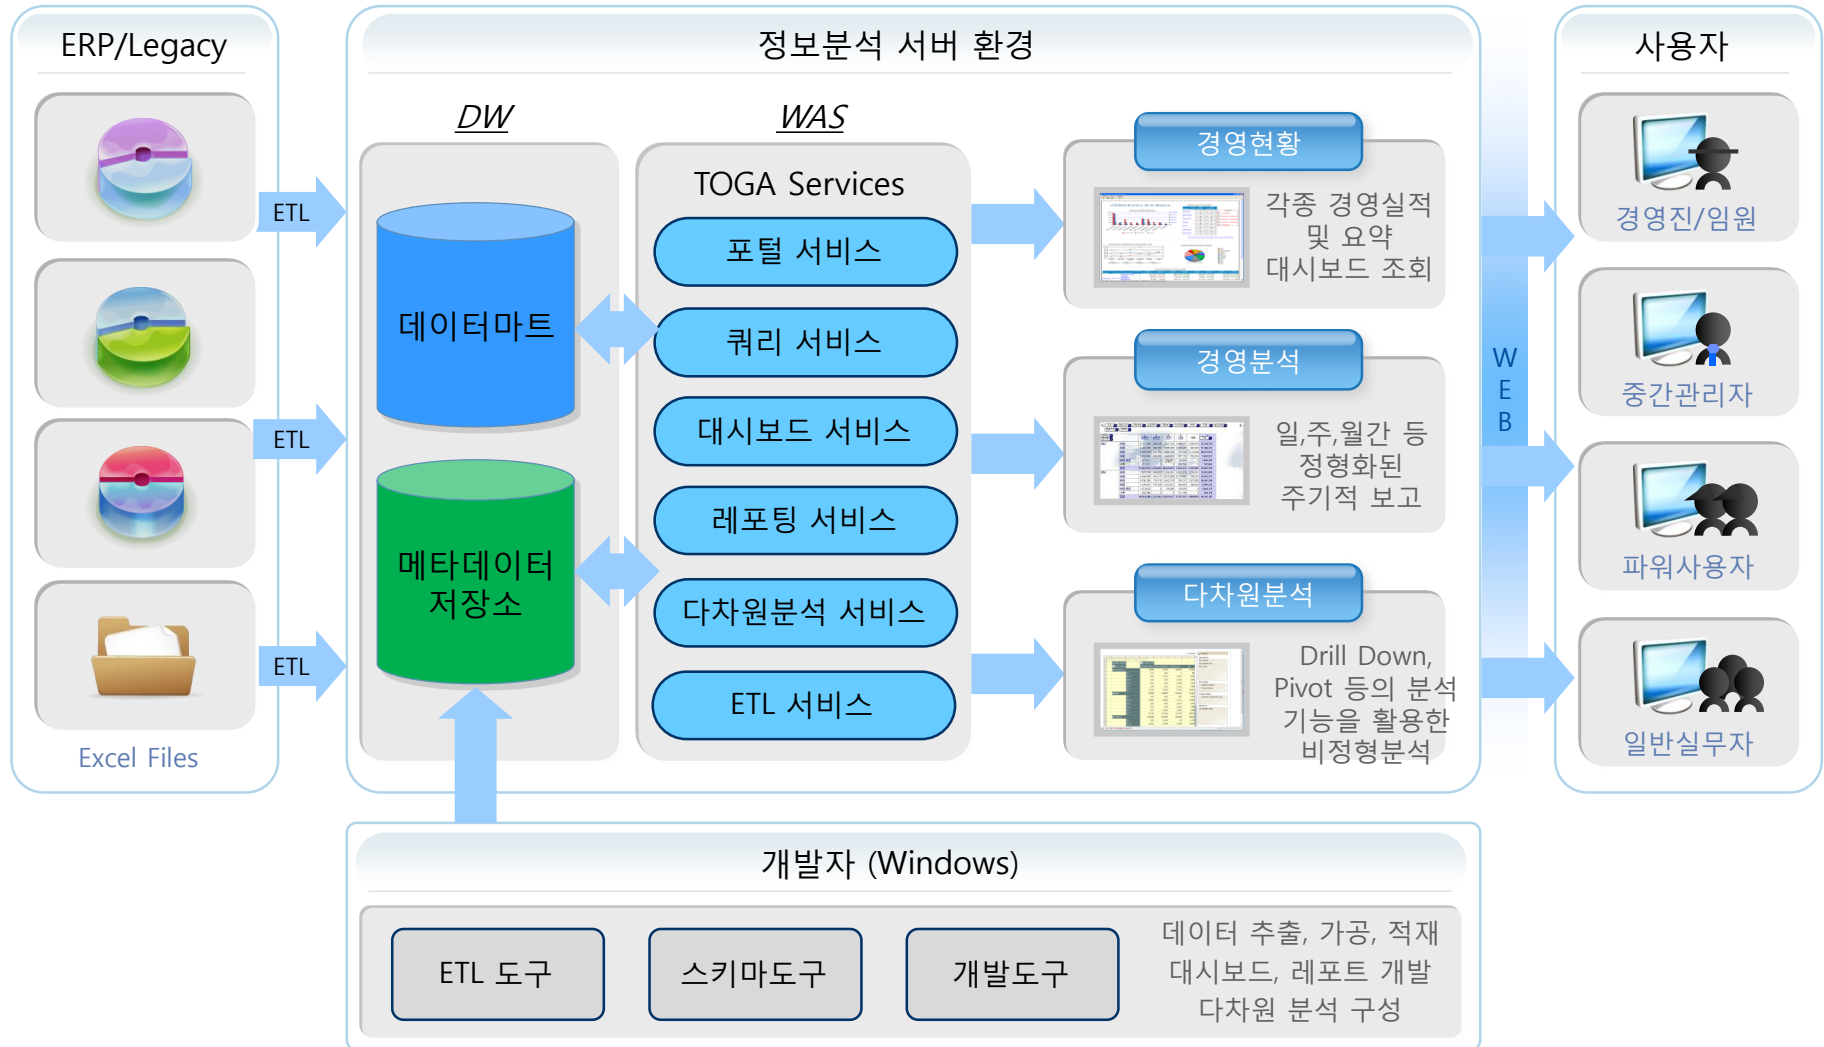 ERP/Legacy
ETL
ETL
ETL
Excel Files
정보분석 서버 환경
DW
데이터마트
메타데이터
저장소
WAS
TOGA Services
포털 서비스
쿼리 서비스
대시보드 서비스
레포팅 서비스
다차원분석 서비스
ETL 서비스
경영현황
각종 경영실적
및 요약
대시보드 조회
경영분석
일,주,월간 등
정형화된
주기적 보고
다차원분석
Drill Down,
Pivot 등의 분석
기능을 활용한
비정형분석
W
E
B
사용자
경영진/임원
중간관리자
파워사용자
일반실무자
개발자 (Windows)
ETL 도구
스키마도구
개발도구
데이터 추출, 가공, 적재
대시보드, 레포트 개발
다차원 분석 구성